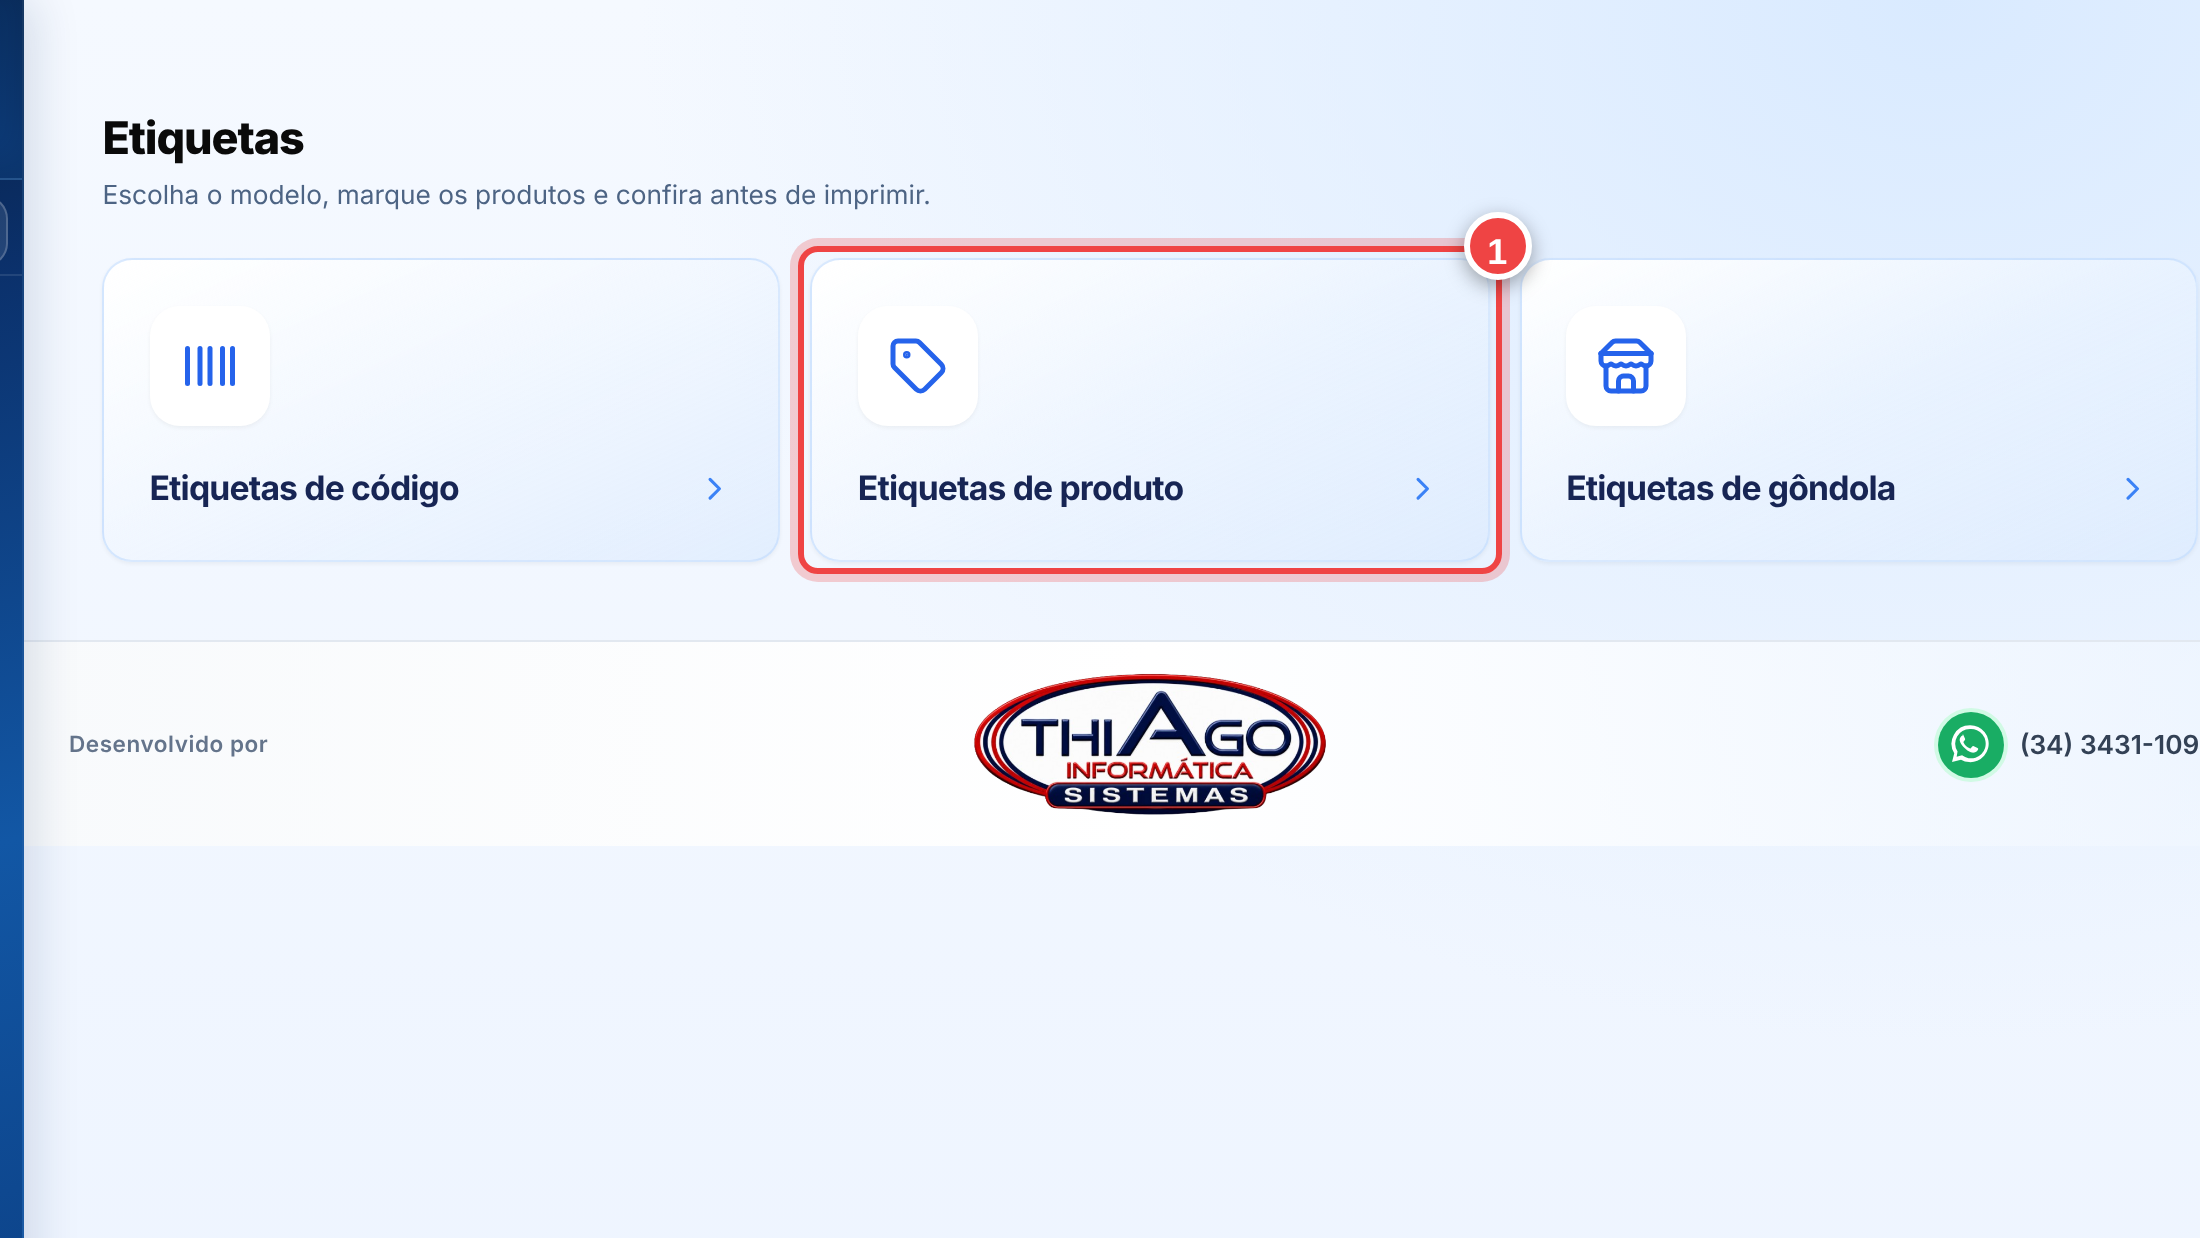 Etiquetas
Escolha o modelo, marque os produtos e confira antes de imprimir.
1
Etiquetas de código
Etiquetas de produto
Etiquetas de gôndola
Desenvolvido por
THIAGO
INFORMÁTICA
SISTEMAS
(34) 3431-109